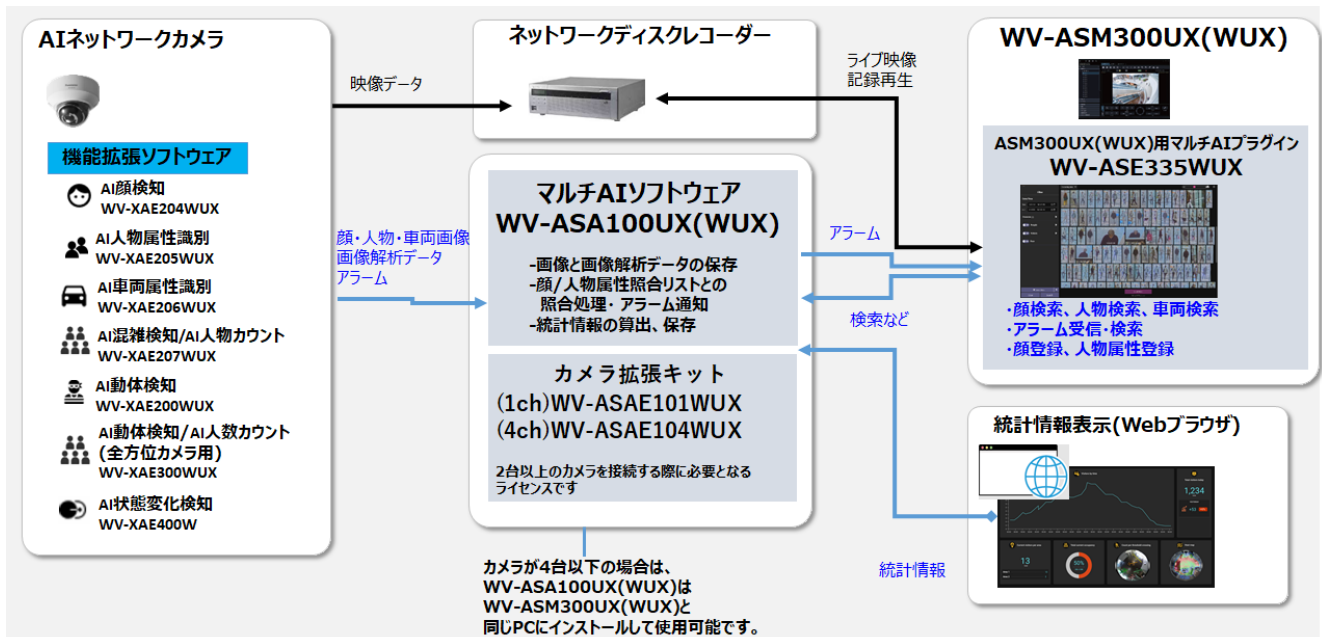 AIネットワークカメラ
機能拡張ソフトウェア
AI顔検知
WV-XAE204WUX
AI人物属性識別
WV-XAE205WUX
AI車両属性識別
WV-XAE206WUX
AI混雑検知/AI人物カウント
WV-XAE207WUX
AI動体検知
WV-XAE200WUX
AI動体検知/AI人数カウント
(全方位カメラ用)
WV-XAE300WUX
AI状態変化検知
WV-XAE400W
映像データ
顔・人物・車両画像
画像解析データ
アラーム
ネットワークディスクレコーダー
マルチAIソフトウェア
WV-ASA100UX(WUX)
-画像と画像解析データの保存
-顔/人物属性照合リストとの
照合処理・アラーム通知
-統計情報の算出、保存
カメラ拡張キット
(1ch)WV-ASAE101WUX
(4ch)WV-ASAE104WUX
2台以上のカメラを接続する際に必要となる
ライセンスです
カメラが4台以下の場合は、
WV-ASA100UX(WUX)は
WV-ASM300UX(WUX)と
同じPCにインストールして使用可能です。
ライブ映像
記録再生
アラーム
検索など
統計情報
WV-ASM300UX(WUX)
ASM300UX(WUX)用マルチAIプラグイン
WV-ASE335WUX
・顔検索、人物検索、車両検索
・アラーム受信・検索
・顔登録、人物属性登録
統計情報表示(Webブラウザ)
1,234
13
50%